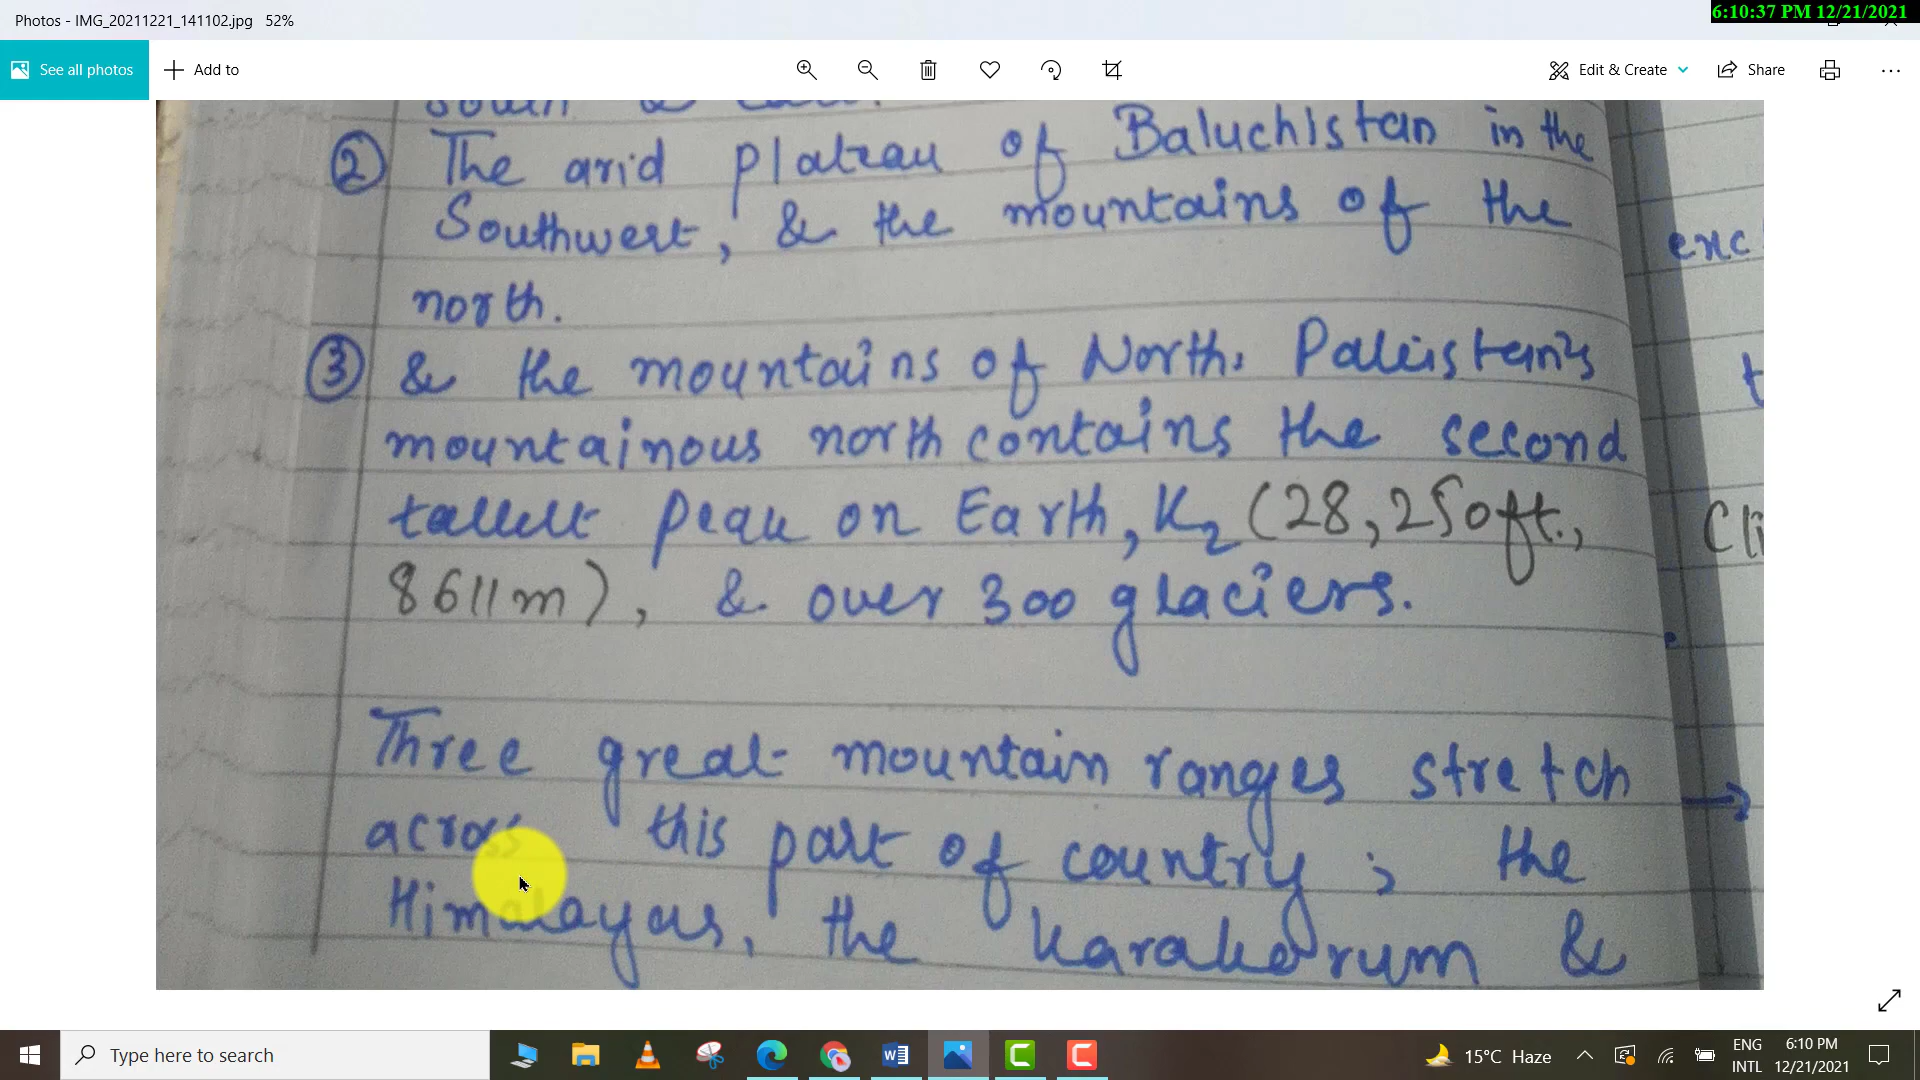 Photos - IMG_20211221_141102.jpg 52%
6:10:37 PM 12/21/2021
See all photos
Add to
Edit & Create
Share
② The arid plateau of Baluchistan in the
Southwest, & the mountains of the
north.
③ & the mountains of North. Pakistan's
mountainous north contains the second
tallest peak on Earth, K2 (28,250ft.,
8611m), & over 300 glaciers.
Three great mountain ranges stretch
across this part of country; the
Himalayas, the Karakorum &
Type here to search
15°C Haze
ENG
INTL
6:10 PM
12/21/2021